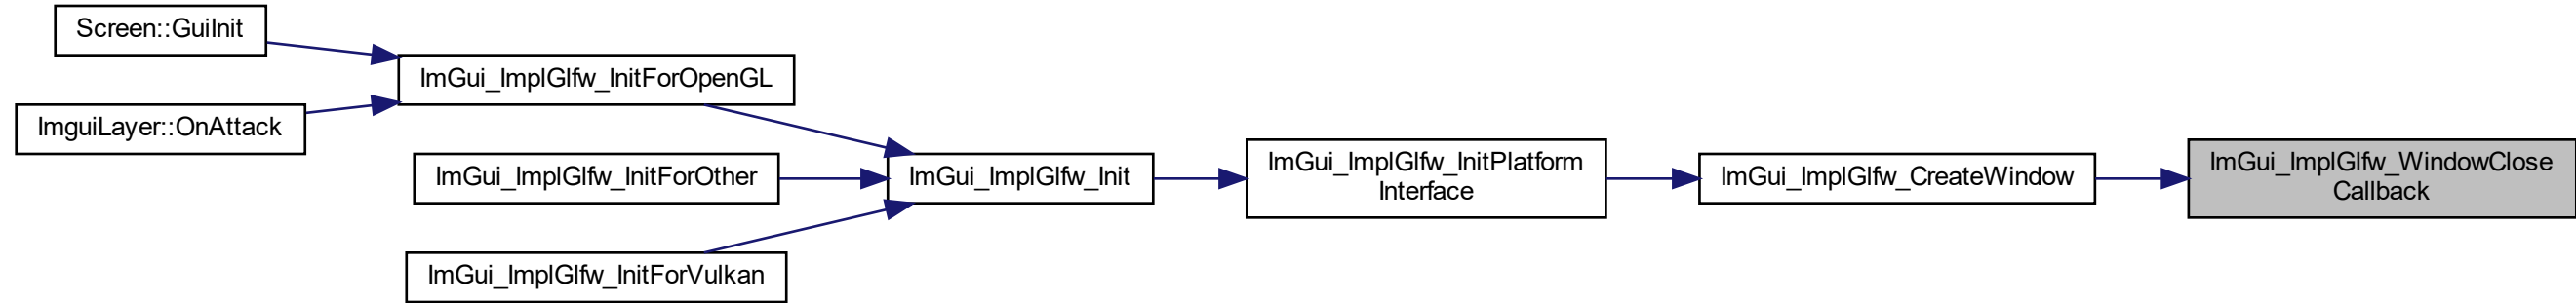 Screen::GuiInit
ImguiLayer::OnAttack
ImGui_ImplGlfw_InitForOpenGL
ImGui_ImplGlfw_InitForOther
ImGui_ImplGlfw_InitForVulkan
ImGui_ImplGlfw_Init
ImGui_ImplGlfw_InitPlatform
Interface
ImGui_ImplGlfw_CreateWindow
ImGui_ImplGlfw_WindowClose
Callback